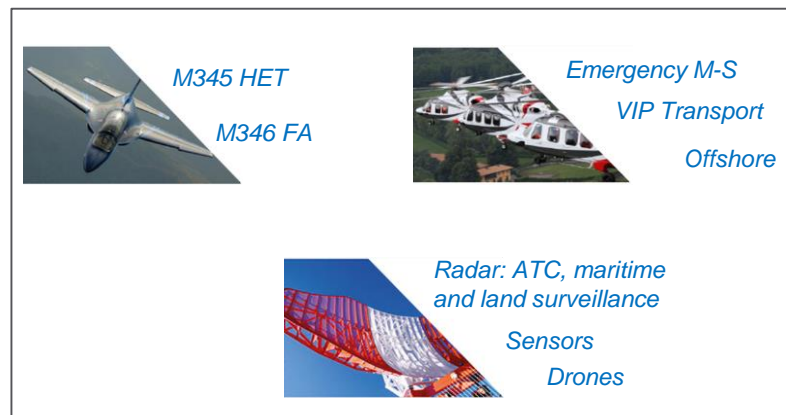 M345 HET
M346 FA
Emergency M-S
VIP Transport
Offshore
Radar: ATC, maritime
and land surveillance
Sensors
Drones